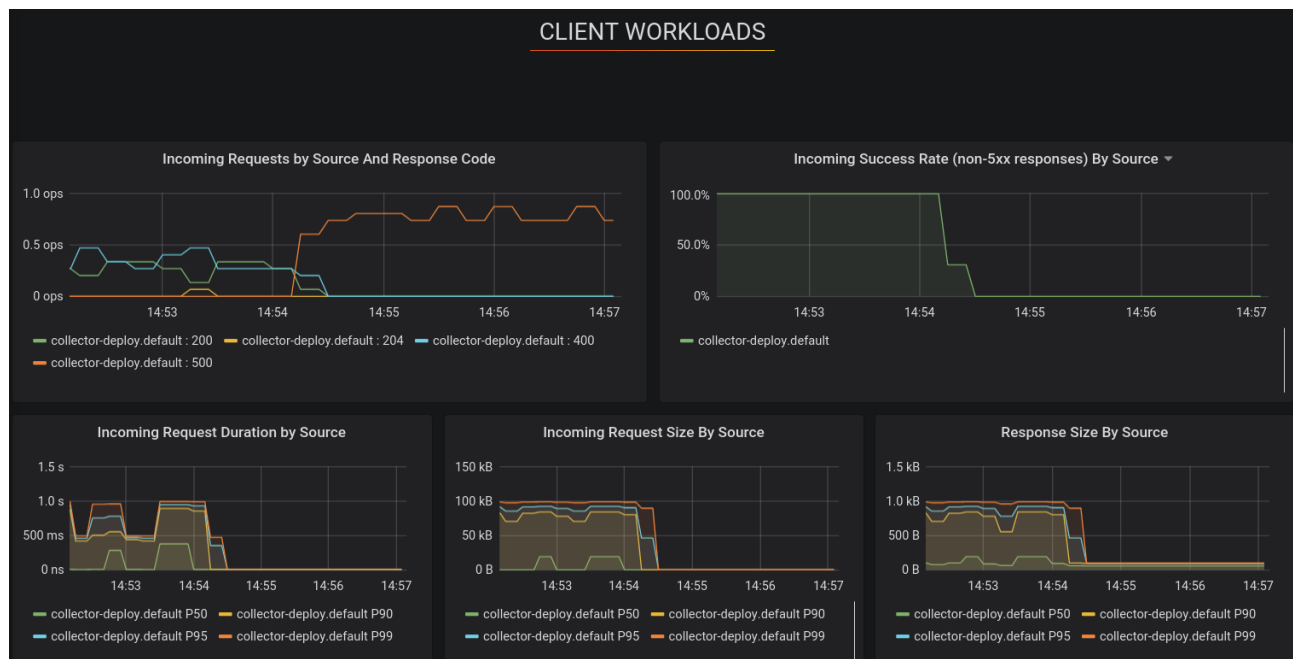 CLIENT WORKLOADS
Incoming Requests by Source And Response Code
1.0 ops
0.5 ops
0 ops
14:53 14:54 14:55 14:56 14:57
collector-deploy.default : 200 collector-deploy.default : 204 collector-deploy.default : 400
collector-deploy.default : 500
Incoming Success Rate (non-5xx responses) By Source
100.0%
50.0%
0%
14:53 14:54 14:55 14:56 14:57
collector-deploy.default
Incoming Request Duration by Source
1.5 s
1.0 s
500 ms
0 ns
14:53 14:54 14:55 14:56 14:57
collector-deploy.default P50 collector-deploy.default P90
collector-deploy.default P95 collector-deploy.default P99
Incoming Request Size By Source
150 kB
100 kB
50 kB
0 B
14:53 14:54 14:55 14:56 14:57
collector-deploy.default P50 collector-deploy.default P90
collector-deploy.default P95 collector-deploy.default P99
Response Size By Source
1.5 kB
1.0 kB
500 B
0 B
14:53 14:54 14:55 14:56 14:57
collector-deploy.default P50 collector-deploy.default P90
collector-deploy.default P95 collector-deploy.default P99